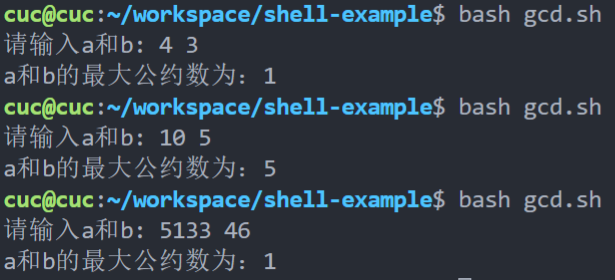 cuc@cuc:~/workspace/shell-example$ bash gcd.sh
请输入a和b: 4 3
a和b的最大公约数为：1
cuc@cuc:~/workspace/shell-example$ bash gcd.sh
请输入a和b: 10 5
a和b的最大公约数为：5
cuc@cuc:~/workspace/shell-example$ bash gcd.sh
请输入a和b: 5133 46
a和b的最大公约数为：1